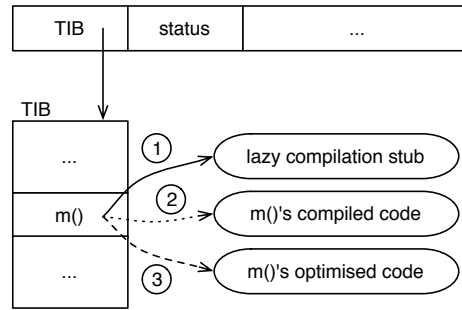 TIB status ...
TIB
...
1
lazy compilation stub
m() 2 m()'s compiled code
... 3 m()'s optimised code